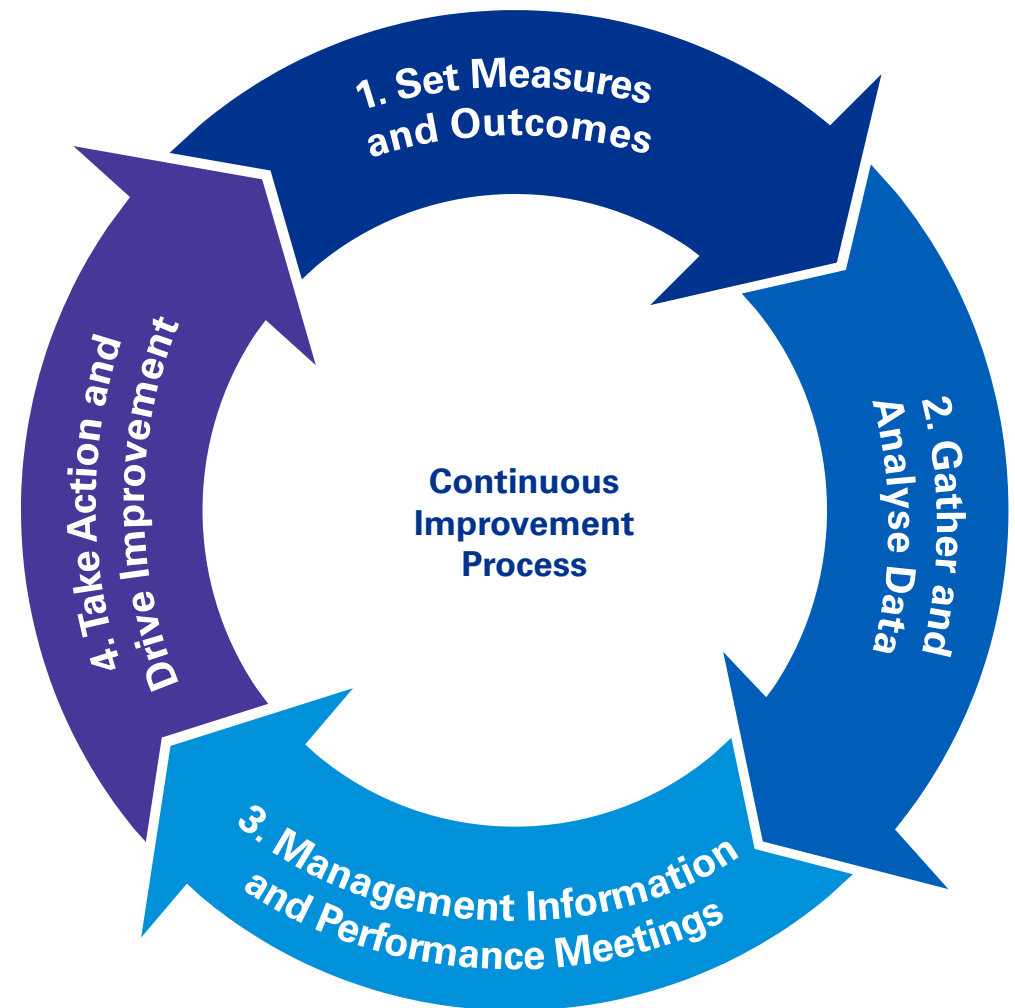 1. Set Measures
and Outcomes
2. Gather and
Analyse Data
3. Management Information
and Performance Meetings
4. Take Action and
Drive Improvement
Continuous
Improvement
Process